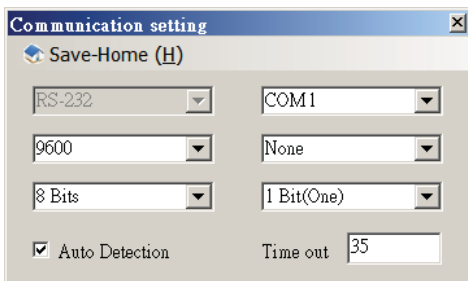 Communication setting
Save-Home (H)
RS-232 COM1
9600 None
8 Bits 1 Bit(One)
Auto Detection Time out 35